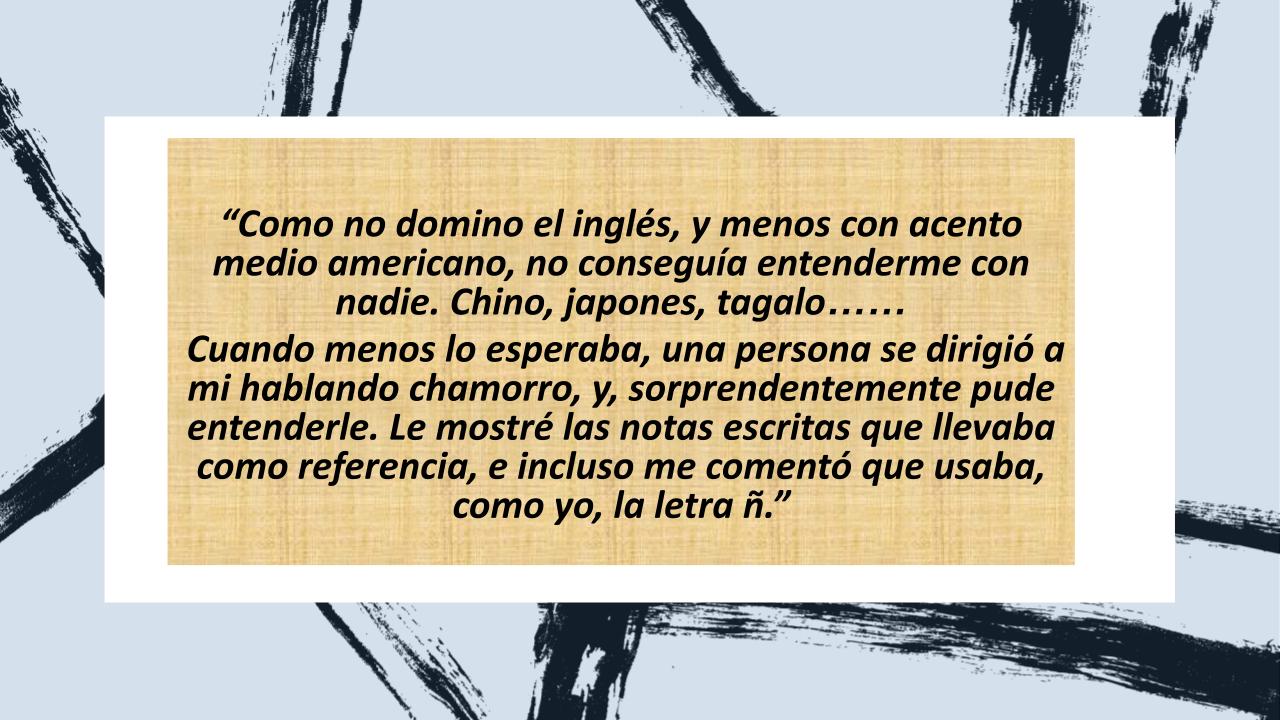 “Como no domino el inglés, y menos con acento
medio americano, no conseguía entenderme con
nadie. Chino, japones, tagalo……
Cuando menos lo esperaba, una persona se dirigió a
mi hablando chamorro, y, sorprendentemente pude
entenderle. Le mostré las notas escritas que llevaba
como referencia, e incluso me comentó que usaba,
como yo, la letra ñ.”